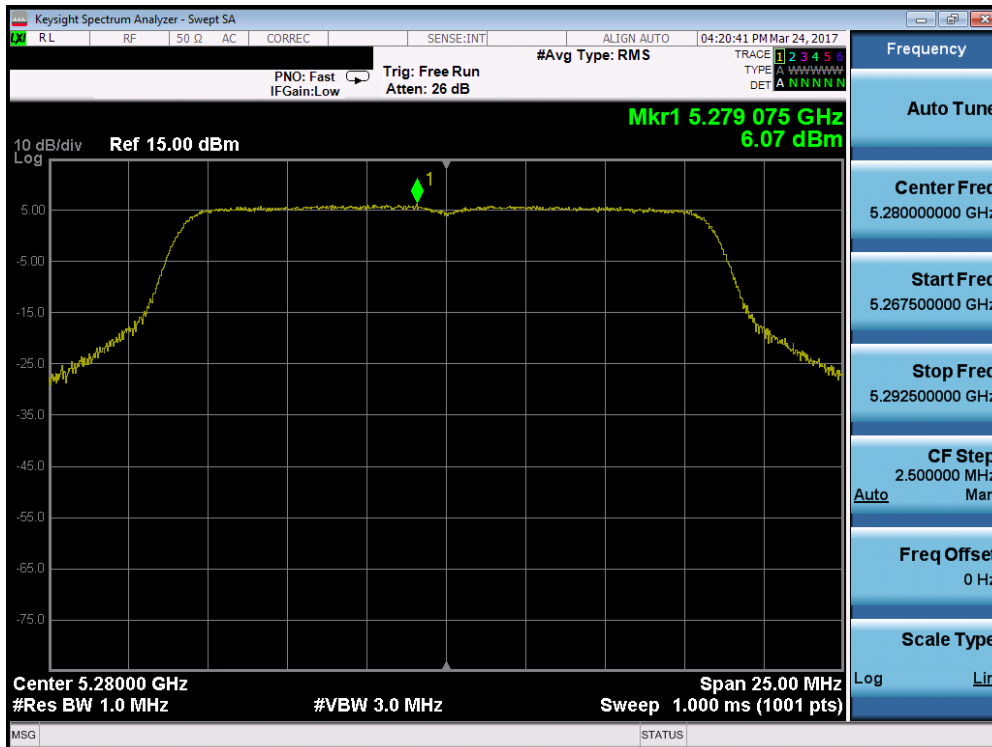 Keysight Spectrum Analyzer - Swept SA
LXI RL RF 50 Ω AC CORREC SENSE:INT ALIGN AUTO 04:20:41 PM Mar 24, 2017
#Avg Type: RMS TRACE 1 2 3 4 5 6
PNO: Fast Trig: Free Run TYPE A WWWWW
IFGain:Low Atten: 26 dB DET A N N N N N
Mkr1 5.279 075 GHz
6.07 dBm
10 dB/div Ref 15.00 dBm
Log
1
5.00
-5.00
-15.0
-25.0
-35.0
-45.0
-55.0
-65.0
-75.0
Center 5.28000 GHz Span 25.00 MHz
#Res BW 1.0 MHz #VBW 3.0 MHz Sweep 1.000 ms (1001 pts)
MSG STATUS
Frequency
Auto Tune
Center Freq
5.280000000 GHz
Start Freq
5.267500000 GHz
Stop Freq
5.292500000 GHz
CF Step
2.500000 MHz
Auto Man
Freq Offset
0 Hz
Scale Type
Log Lin